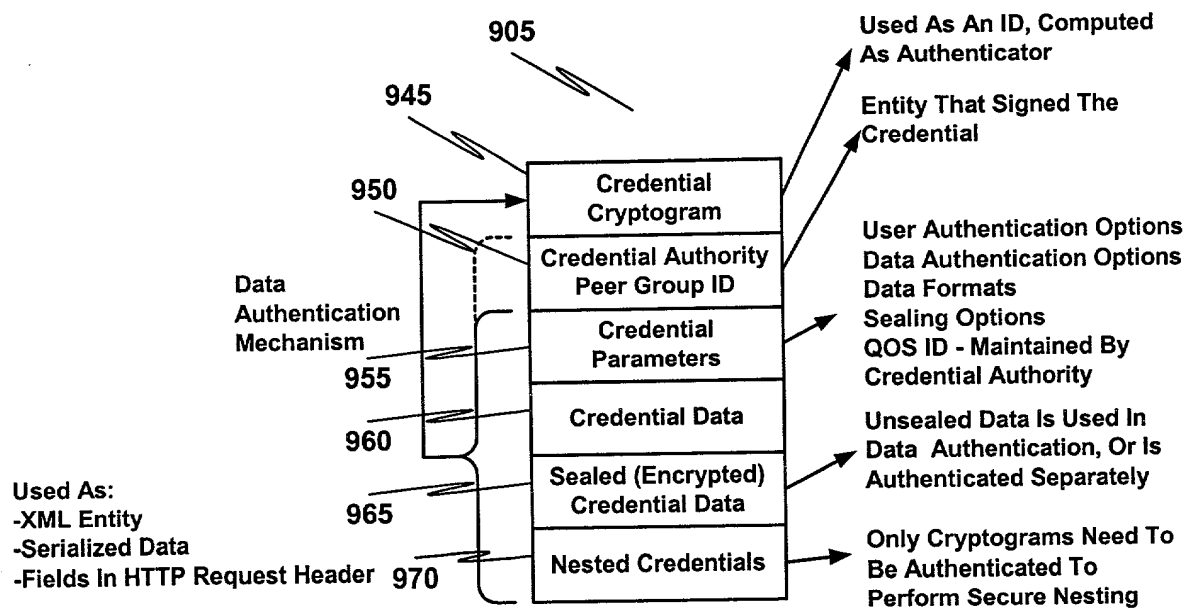 905
Used As An ID, Computed
As Authenticator
945
Entity That Signed The
Credential
950
Credential
Cryptogram
Credential Authority
Peer Group ID
User Authentication Options
Data Authentication Options
Data Formats
Sealing Options
QOS ID - Maintained By
Credential Authority
Data
Authentication
Mechanism
Credential
Parameters
955
Credential Data
960
Unsealed Data Is Used In
Data Authentication, Or Is
Authenticated Separately
Sealed (Encrypted)
Credential Data
965
Used As:
-XML Entity
-Serialized Data
-Fields In HTTP Request Header
970
Nested Credentials
Only Cryptograms Need To
Be Authenticated To
Perform Secure Nesting